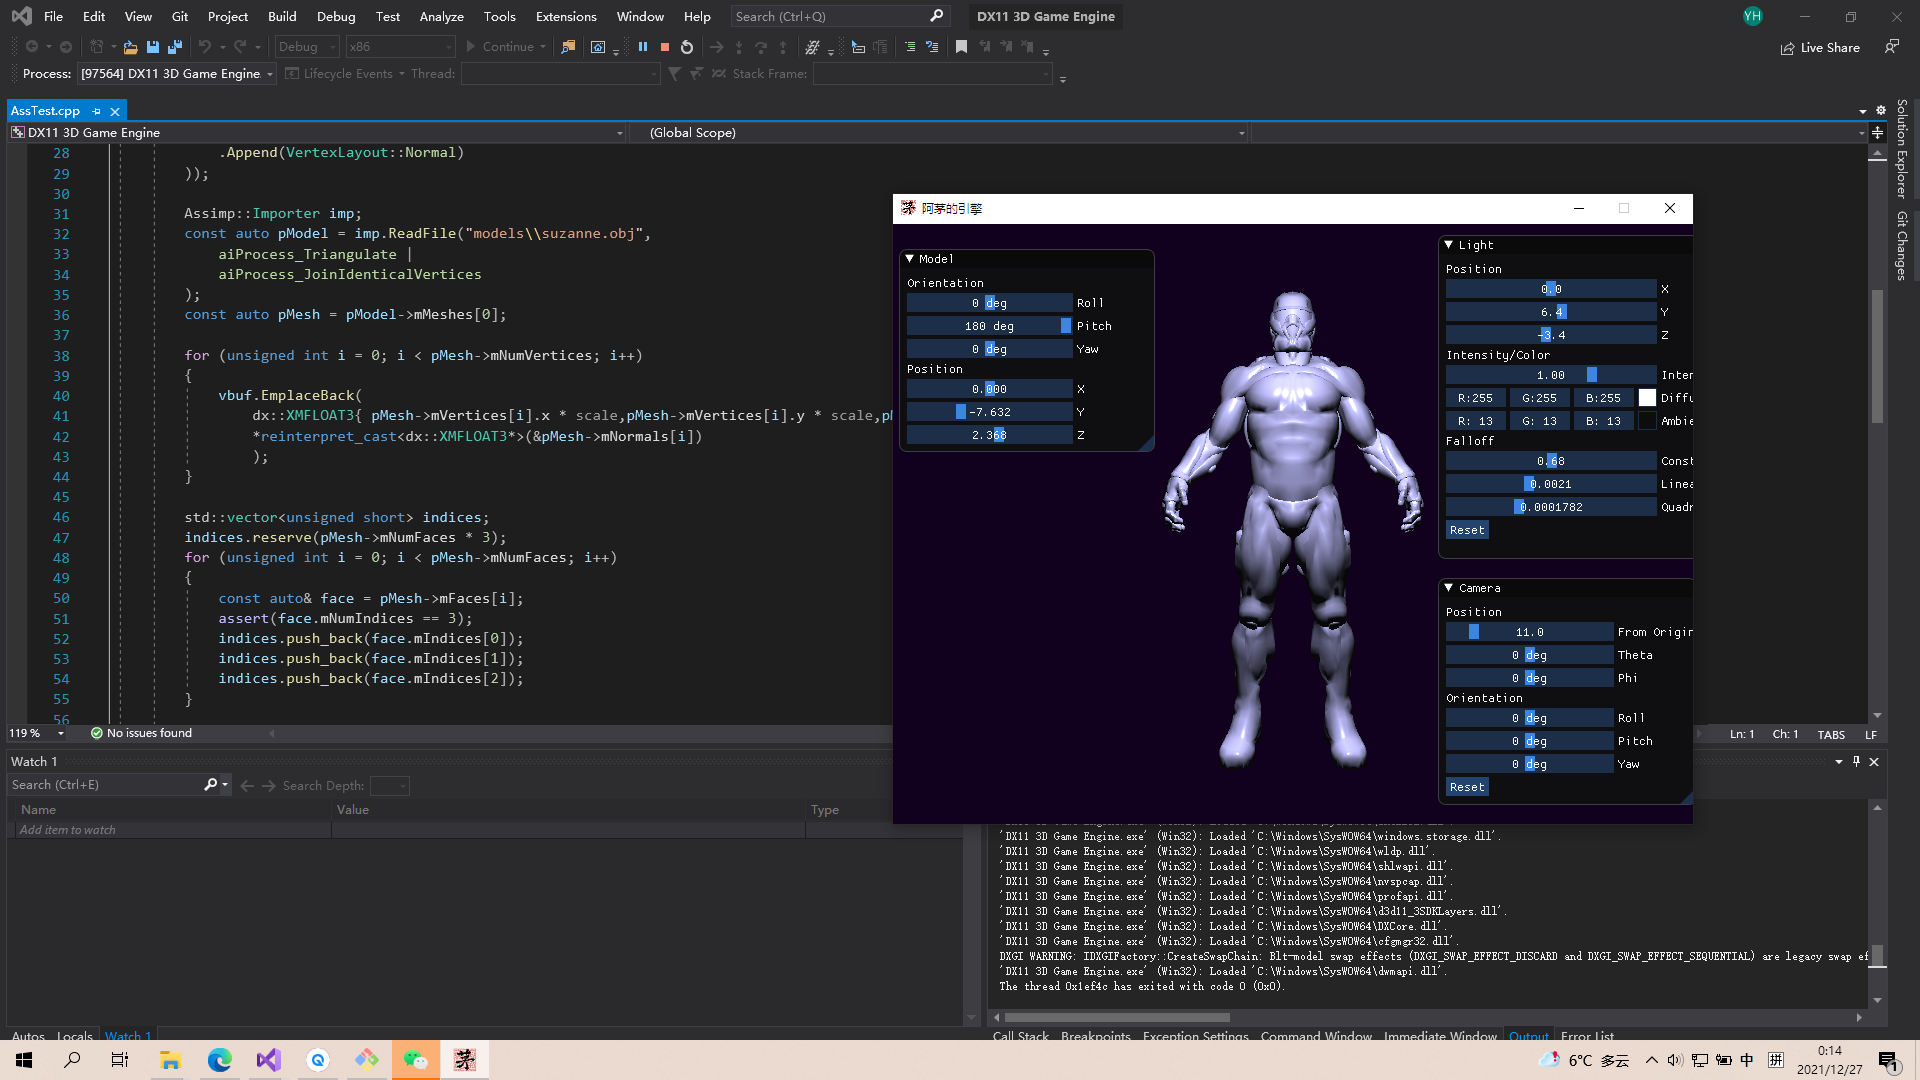 File Edit View Git Project Build Debug Test Analyze Tools Extensions Window Help Search (Ctrl+Q) DX11 3D Game Engine YH
Debug x86 Continue Live Share
Process: [97564] DX11 3D Game Engine. Lifecycle Events Thread: Stack Frame:
AssTest.cpp
DX11 3D Game Engine (Global Scope)
28 .Append(VertexLayout::Normal)
29 ));
30
31 Assimp::Importer imp;
32 const auto pModel = imp.ReadFile("models\\suzanne.obj",
33 aiProcess_Triangulate |
34 aiProcess_JoinIdenticalVertices
35 );
36 const auto pMesh = pModel->mMeshes[0];
37
38 for (unsigned int i = 0; i < pMesh->mNumVertices; i++)
39 {
40 vbuf.EmplaceBack(
41 dx::XMFLOAT3{ pMesh->mVertices[i].x * scale,pMesh->mVertices[i].y * scale,pM
42 *reinterpret_cast<dx::XMFLOAT3*>(&pMesh->mNormals[i])
43 );
44 }
45
46 std::vector<unsigned short> indices;
47 indices.reserve(pMesh->mNumFaces * 3);
48 for (unsigned int i = 0; i < pMesh->mNumFaces; i++)
49 {
50 const auto& face = pMesh->mFaces[i];
51 assert(face.mNumIndices == 3);
52 indices.push_back(face.mIndices[0]);
53 indices.push_back(face.mIndices[1]);
54 indices.push_back(face.mIndices[2]);
55 }
56
119 % No issues found Ln: 1 Ch: 1 TABS LF
Solution Explorer
Git Changes
阿茅的引擎
Model
Orientation
0 deg Roll
180 deg Pitch
0 deg Yaw
Position
0.000 X
-7.632 Y
2.368 Z
Light
Position
0.0 X
6.4 Y
-3.4 Z
Intensity/Color
1.00 Inten
R:255 G:255 B:255 Diffu
R: 13 G: 13 B: 13 Ambie
Falloff
0.68 Const
0.0021 Linea
0.0001782 Quadr
Reset
Camera
Position
11.0 From Origin
0 deg Theta
0 deg Phi
Orientation
0 deg Roll
0 deg Pitch
0 deg Yaw
Reset
Watch 1
Search (Ctrl+E) Search Depth:
Name Value Type
Add item to watch
'DX11 3D Game Engine.exe' (Win32): Loaded 'C:\Windows\SysWOW64\windows.storage.dll'.
'DX11 3D Game Engine.exe' (Win32): Loaded 'C:\Windows\SysWOW64\wldp.dll'.
'DX11 3D Game Engine.exe' (Win32): Loaded 'C:\Windows\SysWOW64\shlwapi.dll'.
'DX11 3D Game Engine.exe' (Win32): Loaded 'C:\Windows\SysWOW64\nvspcap.dll'.
'DX11 3D Game Engine.exe' (Win32): Loaded 'C:\Windows\SysWOW64\profapi.dll'.
'DX11 3D Game Engine.exe' (Win32): Loaded 'C:\Windows\SysWOW64\d3d11_3SDKLayers.dll'.
'DX11 3D Game Engine.exe' (Win32): Loaded 'C:\Windows\SysWOW64\DXCore.dll'.
'DX11 3D Game Engine.exe' (Win32): Loaded 'C:\Windows\SysWOW64\cfgmgr32.dll'.
DXGI WARNING: IDXGIFactory::CreateSwapChain: Blt-model swap effects (DXGI_SWAP_EFFECT_DISCARD and DXGI_SWAP_EFFECT_SEQUENTIAL) are legacy swap ef
'DX11 3D Game Engine.exe' (Win32): Loaded 'C:\Windows\SysWOW64\dwmapi.dll'.
The thread 0x1ef4c has exited with code 0 (0x0).
Autos Locals Watch 1 Call Stack Breakpoints Exception Settings Command Window Immediate Window Output Error List
茅 6°C 多云 中 拼 0:14
2021/12/27 1